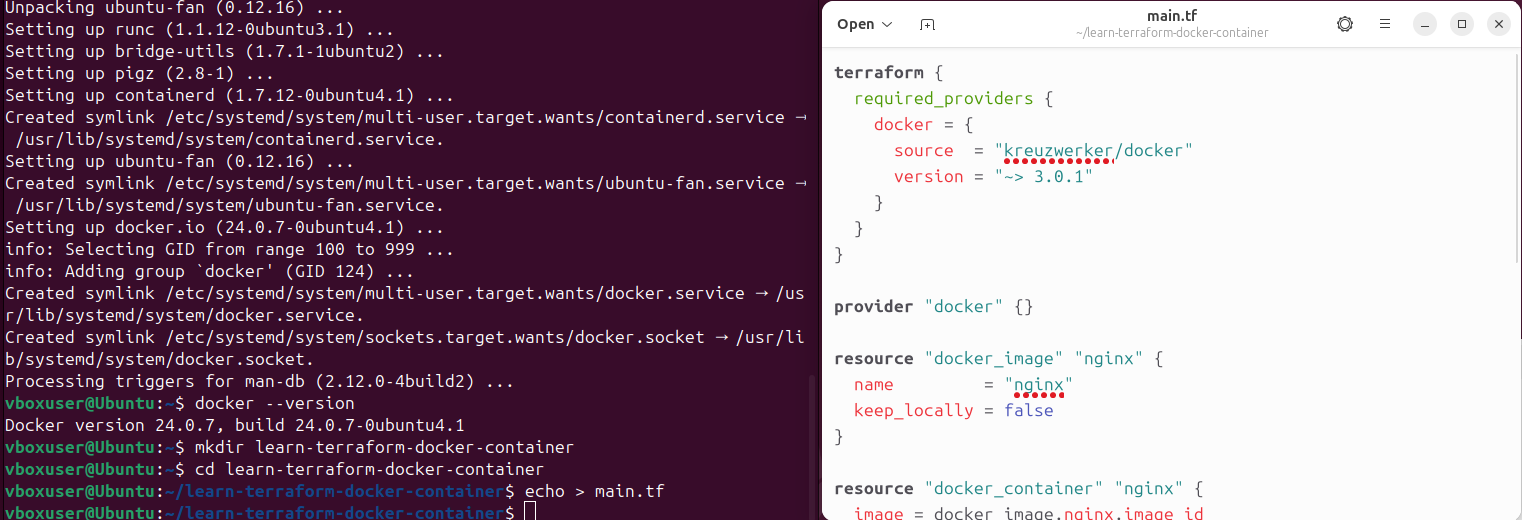 Unpacking ubuntu-fan (0.12.16) ...
Setting up runc (1.1.12-0ubuntu3.1) ...
Setting up bridge-utils (1.7.1-1ubuntu2) ...
Setting up pigz (2.8-1) ...
Setting up containerd (1.7.12-0ubuntu4.1) ...
Created symlink /etc/systemd/system/multi-user.target.wants/containerd.service →
 /usr/lib/systemd/system/containerd.service.
Setting up ubuntu-fan (0.12.16) ...
Created symlink /etc/systemd/system/multi-user.target.wants/ubuntu-fan.service →
 /usr/lib/systemd/system/ubuntu-fan.service.
Setting up docker.io (24.0.7-0ubuntu4.1) ...
info: Selecting GID from range 100 to 999 ...
info: Adding group `docker' (GID 124) ...
Created symlink /etc/systemd/system/multi-user.target.wants/docker.service → /us
r/lib/systemd/system/docker.service.
Created symlink /etc/systemd/system/sockets.target.wants/docker.socket → /usr/li
b/systemd/system/docker.socket.
Processing triggers for man-db (2.12.0-4build2) ...
vboxuser@Ubuntu:~$ docker --version
Docker version 24.0.7, build 24.0.7-0ubuntu4.1
vboxuser@Ubuntu:~$ mkdir learn-terraform-docker-container
vboxuser@Ubuntu:~$ cd learn-terraform-docker-container
vboxuser@Ubuntu:~/learn-terraform-docker-container$ echo > main.tf
vboxuser@Ubuntu:~/learn-terraform-docker-container$
Open
main.tf
~/learn-terraform-docker-container
terraform {
  required_providers {
    docker = {
      source  = "kreuzwerker/docker"
      version = "~> 3.0.1"
    }
  }
}
provider "docker" {}
resource "docker_image" "nginx" {
  name         = "nginx"
  keep_locally = false
}
resource "docker_container" "nginx" {
  image = docker_image.nginx.image_id